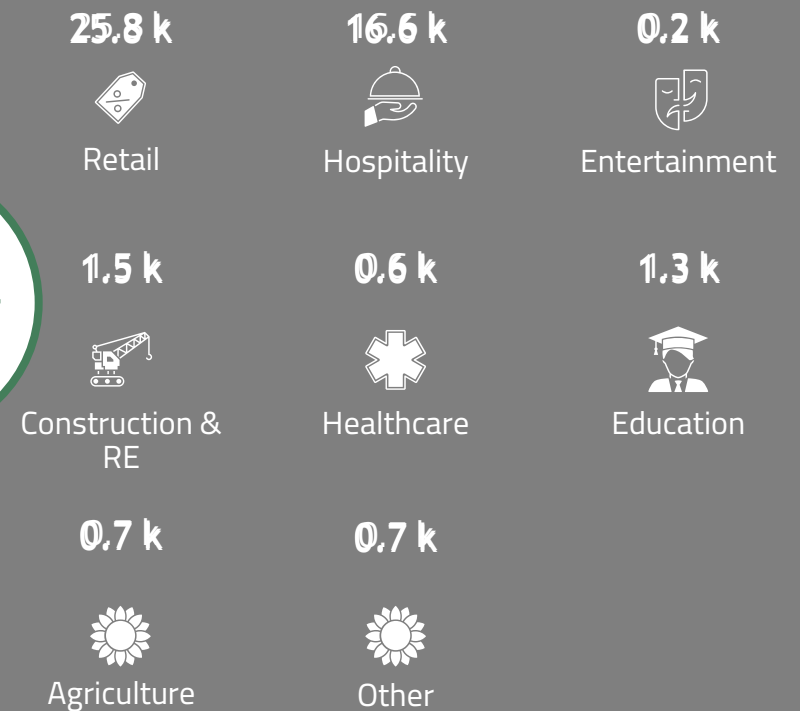 25.8 k
16.6 k
0.2 k
Retail
Hospitality
Entertainment
1.5 k
0.6 k
1.3 k
Construction &
RE
Healthcare
Education
0.7 k
0.7 k
Agriculture
Other